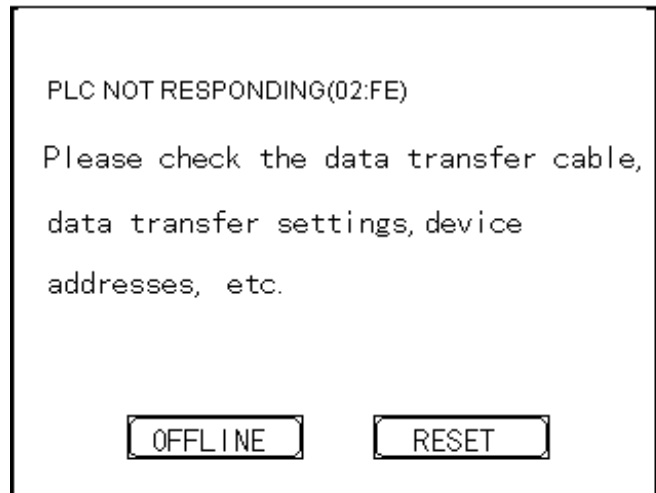 PLC NOT RESPONDING(02:FE)
Please check the data transfer cable,
data transfer settings, device
addresses, etc.
OFFLINE RESET